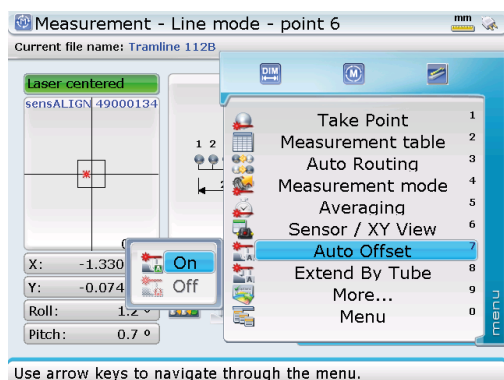 Measurement - Line mode - point 6
mm
Current file name: Tramline 112B
DIM
M
Laser centered
sensALIGN 49000134
1 2
X: -1.330
Y: -0.074
Roll: 1.2 °
Pitch: 0.7 °
On
Off
Take Point 1
Measurement table 2
Auto Routing 3
Measurement mode 4
Averaging 5
Sensor / XY View 6
Auto Offset 7
Extend By Tube 8
More... 9
Menu 0
menu
Use arrow keys to navigate through the menu.